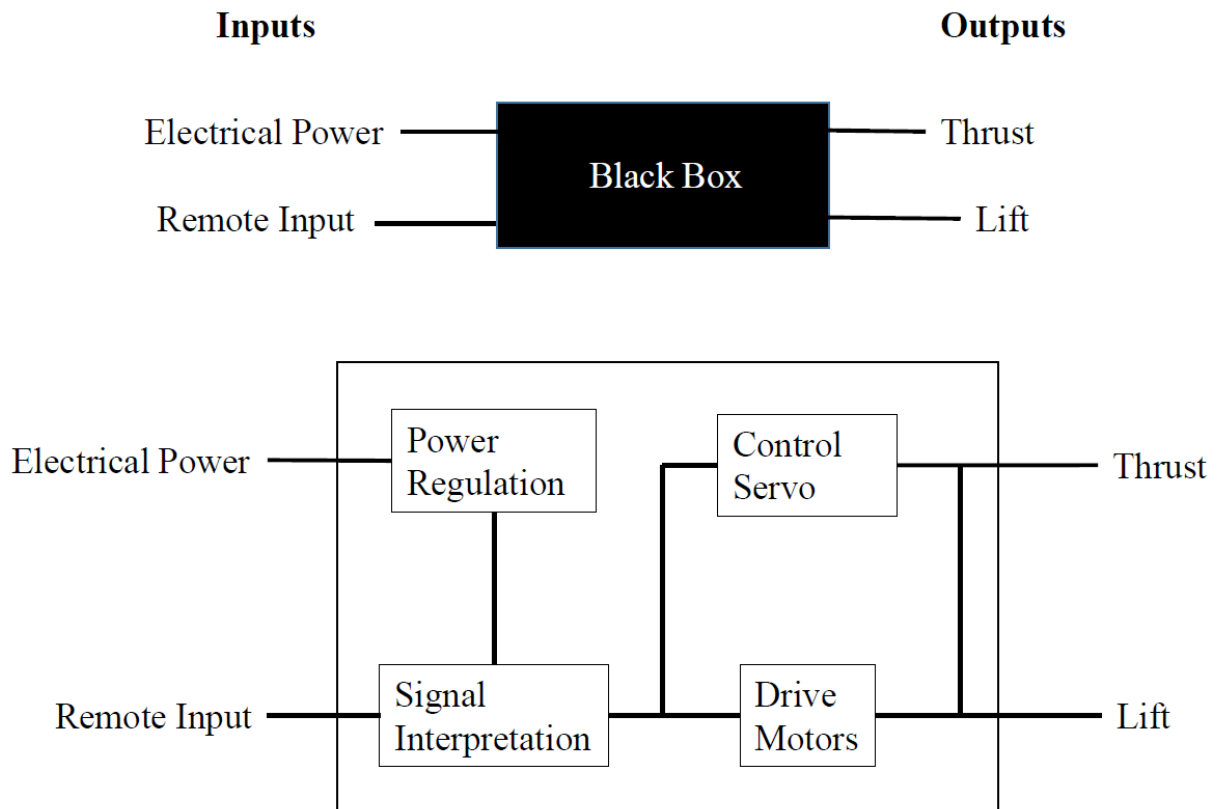 Inputs
Outputs
Electrical Power
Black Box
Thrust
Remote Input
Lift
Electrical Power
Power
Regulation
Control
Servo
Thrust
Remote Input
Signal
Interpretation
Drive
Motors
Lift